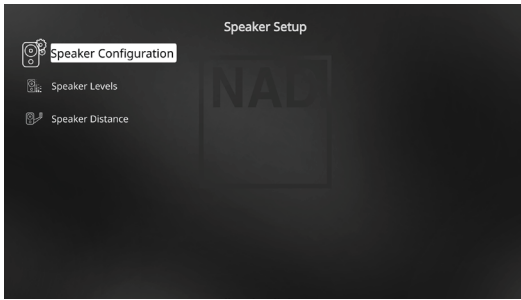 Speaker Setup
Speaker Configuration
Speaker Levels
Speaker Distance
NAD